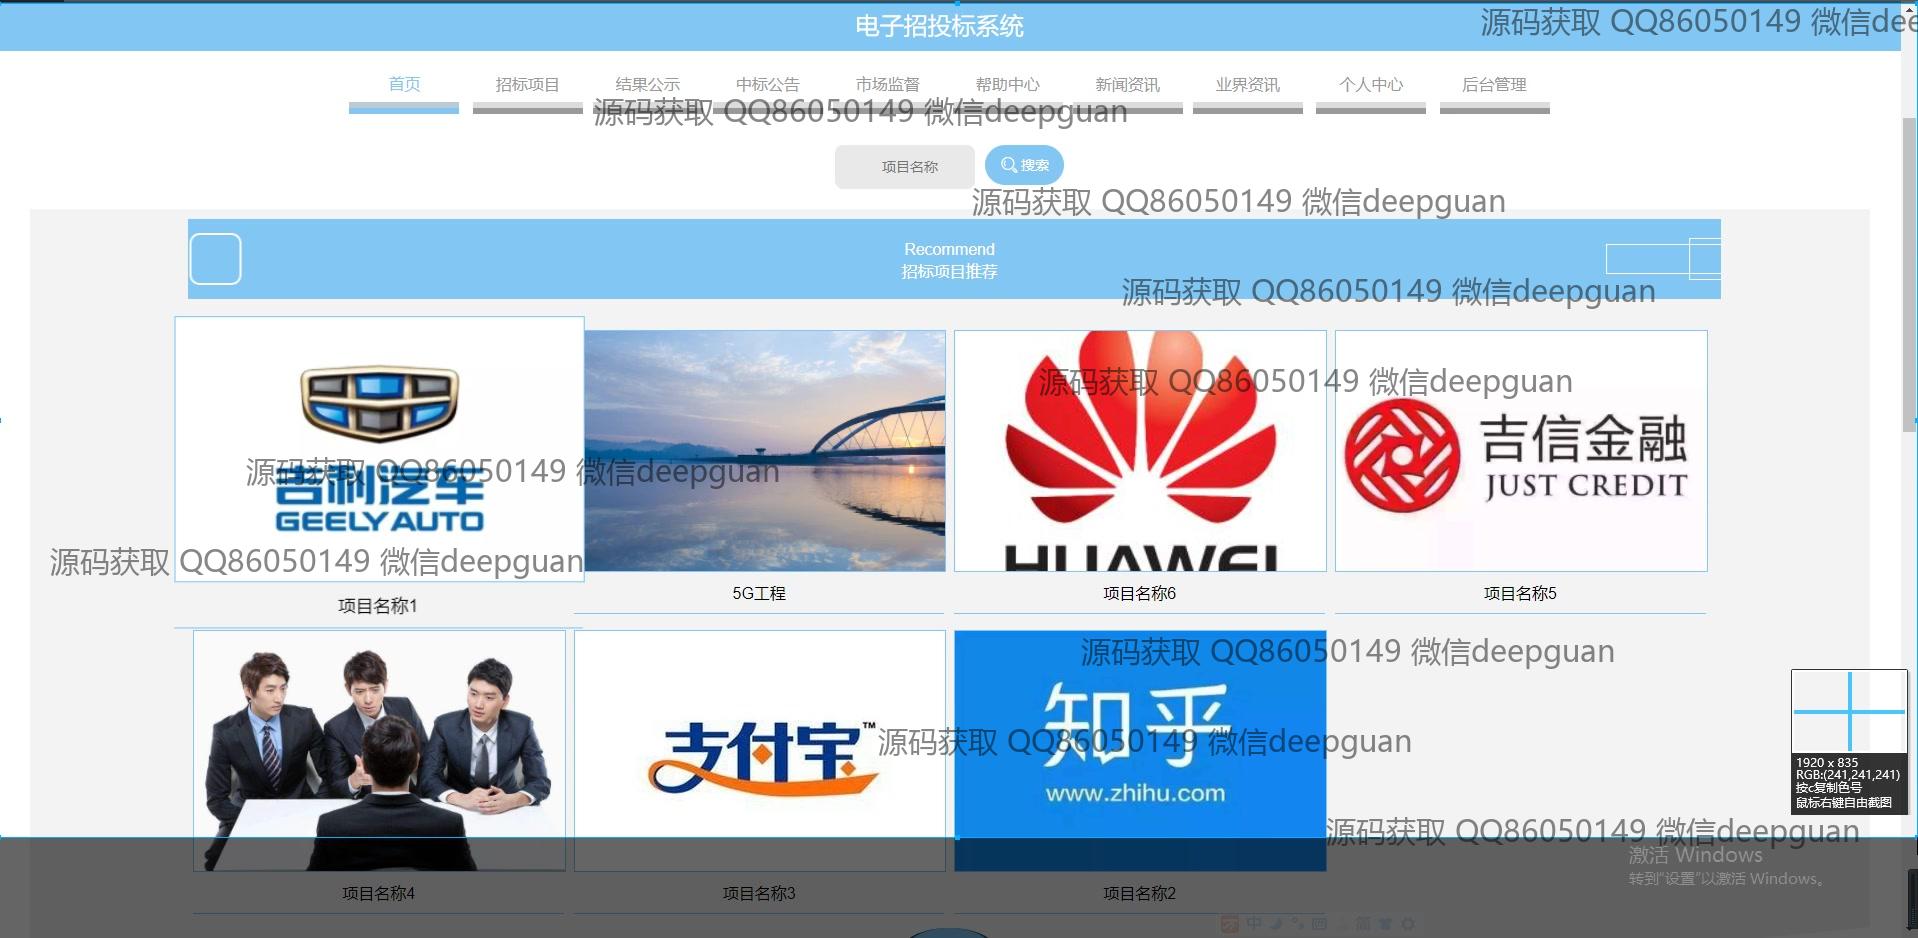 电子招投标系统
源码获取 QQ86050149 微信dee
首页 招标项目 结果公示 中标公告 市场监督 帮助中心 新闻资讯 业界资讯 个人中心 后台管理
源码获取 QQ86050149 微信deepguan
项目名称 搜索
源码获取 QQ86050149 微信deepguan
Recommend
招标项目推荐
源码获取 QQ86050149 微信deepguan
源码获取 QQ86050149 微信deepguan
吉信金融
JUST CREDIT
源码获取 QQ86050149 微信deepguan
吉利汽车
GEELY AUTO
HUAWEI
源码获取 QQ86050149 微信deepguan
项目名称1 5G工程 项目名称6 项目名称5
源码获取 QQ86050149 微信deepguan
支付宝™
知乎
源码获取 QQ86050149 微信deepguan
www.zhihu.com
1920 x 835
RGB:(241,241,241)
按c复制色号
鼠标右键自由截图
源码获取 QQ86050149 微信deepguan
激活 Windows
转到“设置”以激活 Windows。
项目名称4 项目名称3 项目名称2
中 简